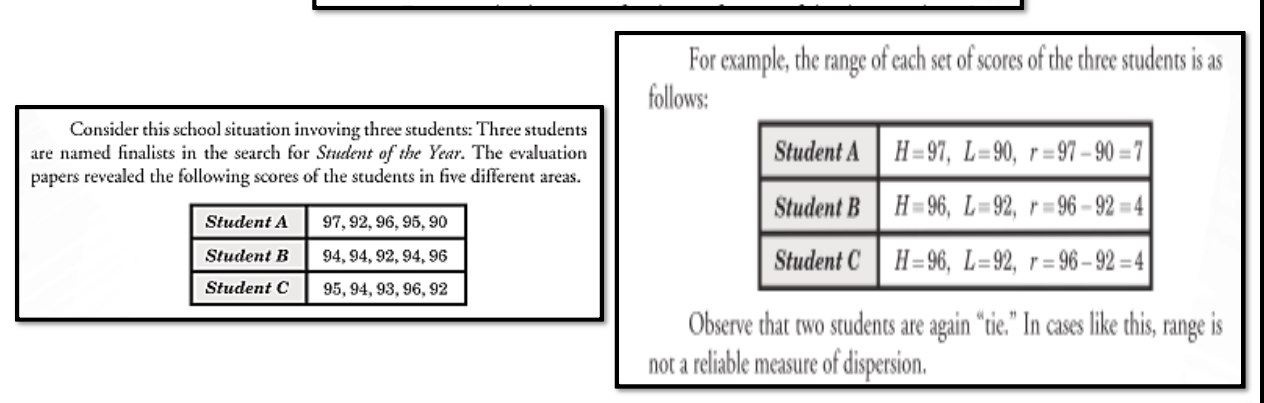 Consider this school situation invoving three students: Three students
are named finalists in the search for Student of the Year. The evaluation
papers revealed the following scores of the students in five different areas.
Student A 97, 92, 96, 95, 90
Student B 94, 94, 92, 94, 96
Student C 95, 94, 93, 96, 92
For example, the range of each set of scores of the three students is as
follows:
Student A H=97, L=90, r=97–90=7
Student B H=96, L=92, r=96–92=4
Student C H=96, L=92, r=96–92=4
Observe that two students are again “tie.” In cases like this, range is
not a reliable measure of dispersion.